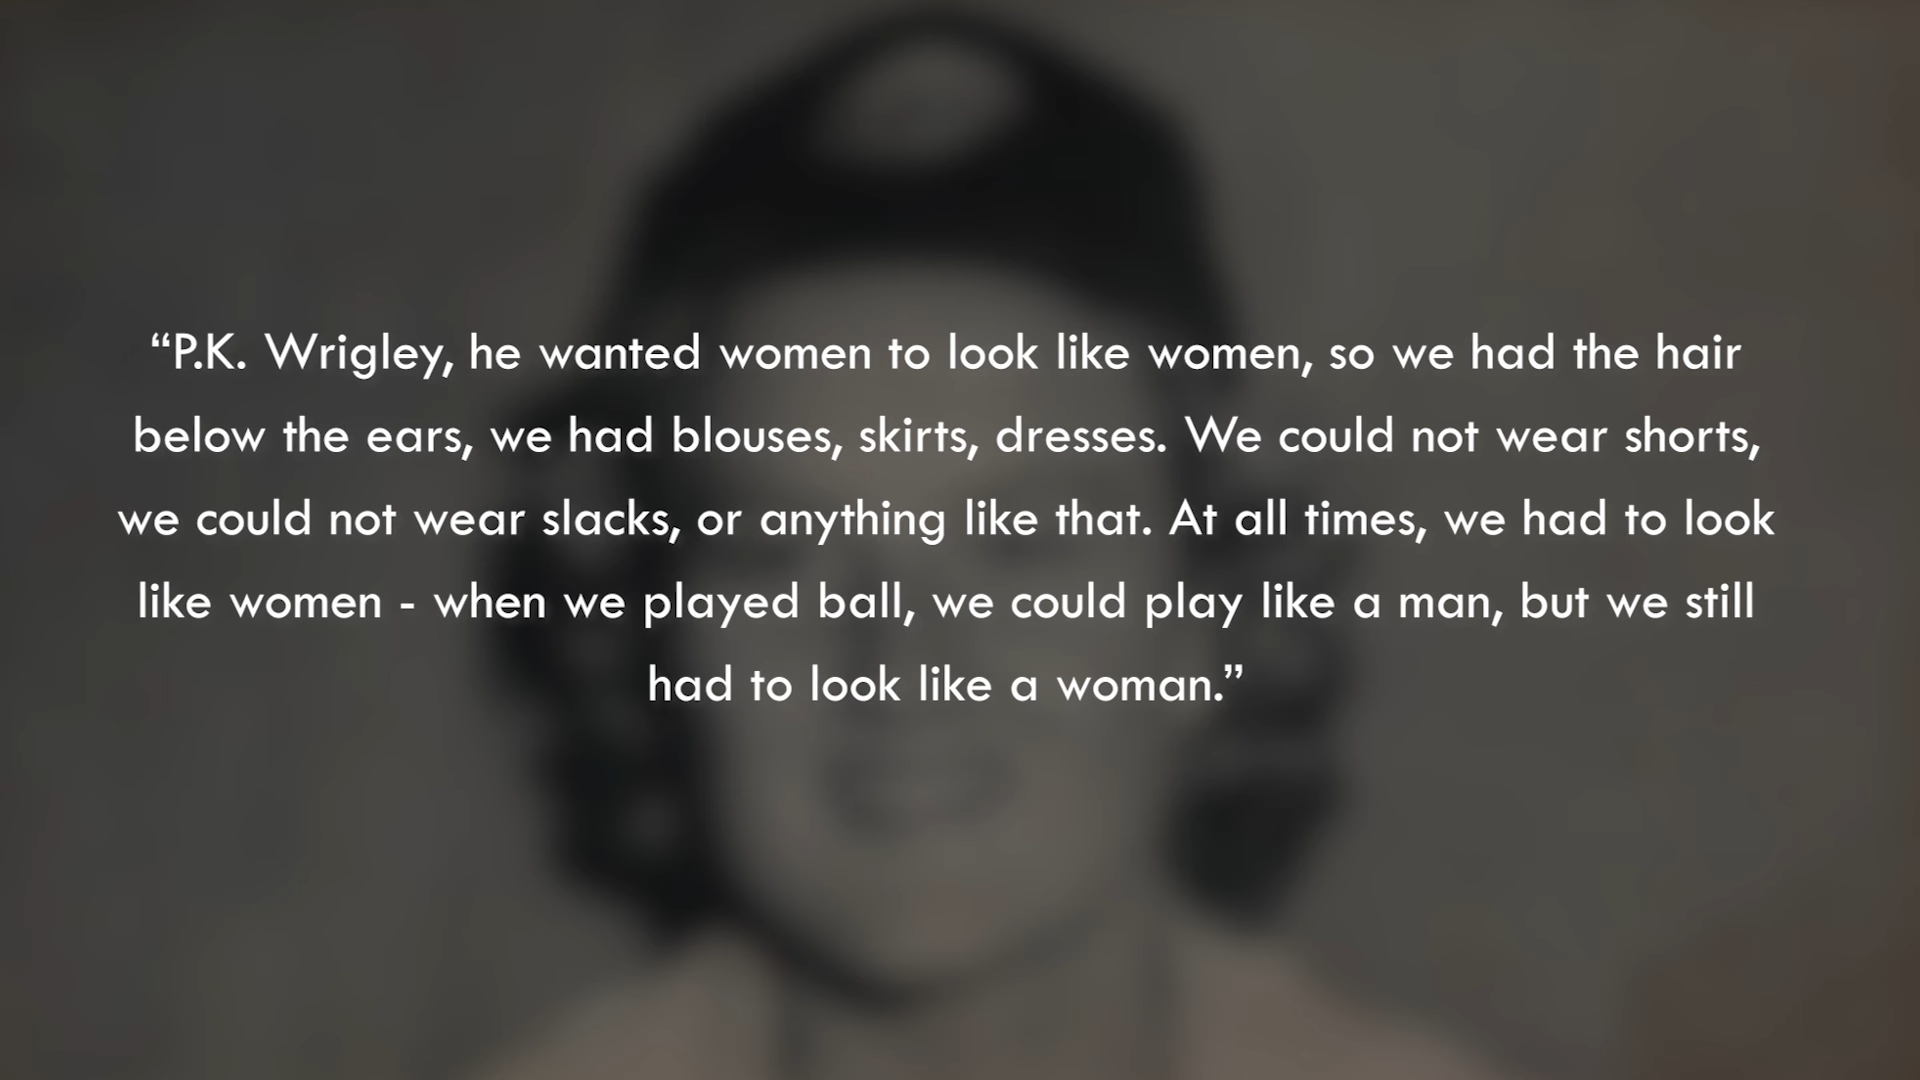 “P.K. Wrigley, he wanted women to look like women, so we had the hair
below the ears, we had blouses, skirts, dresses. We could not wear shorts,
we could not wear slacks, or anything like that. At all times, we had to look
like women - when we played ball, we could play like a man, but we still
had to look like a woman.”